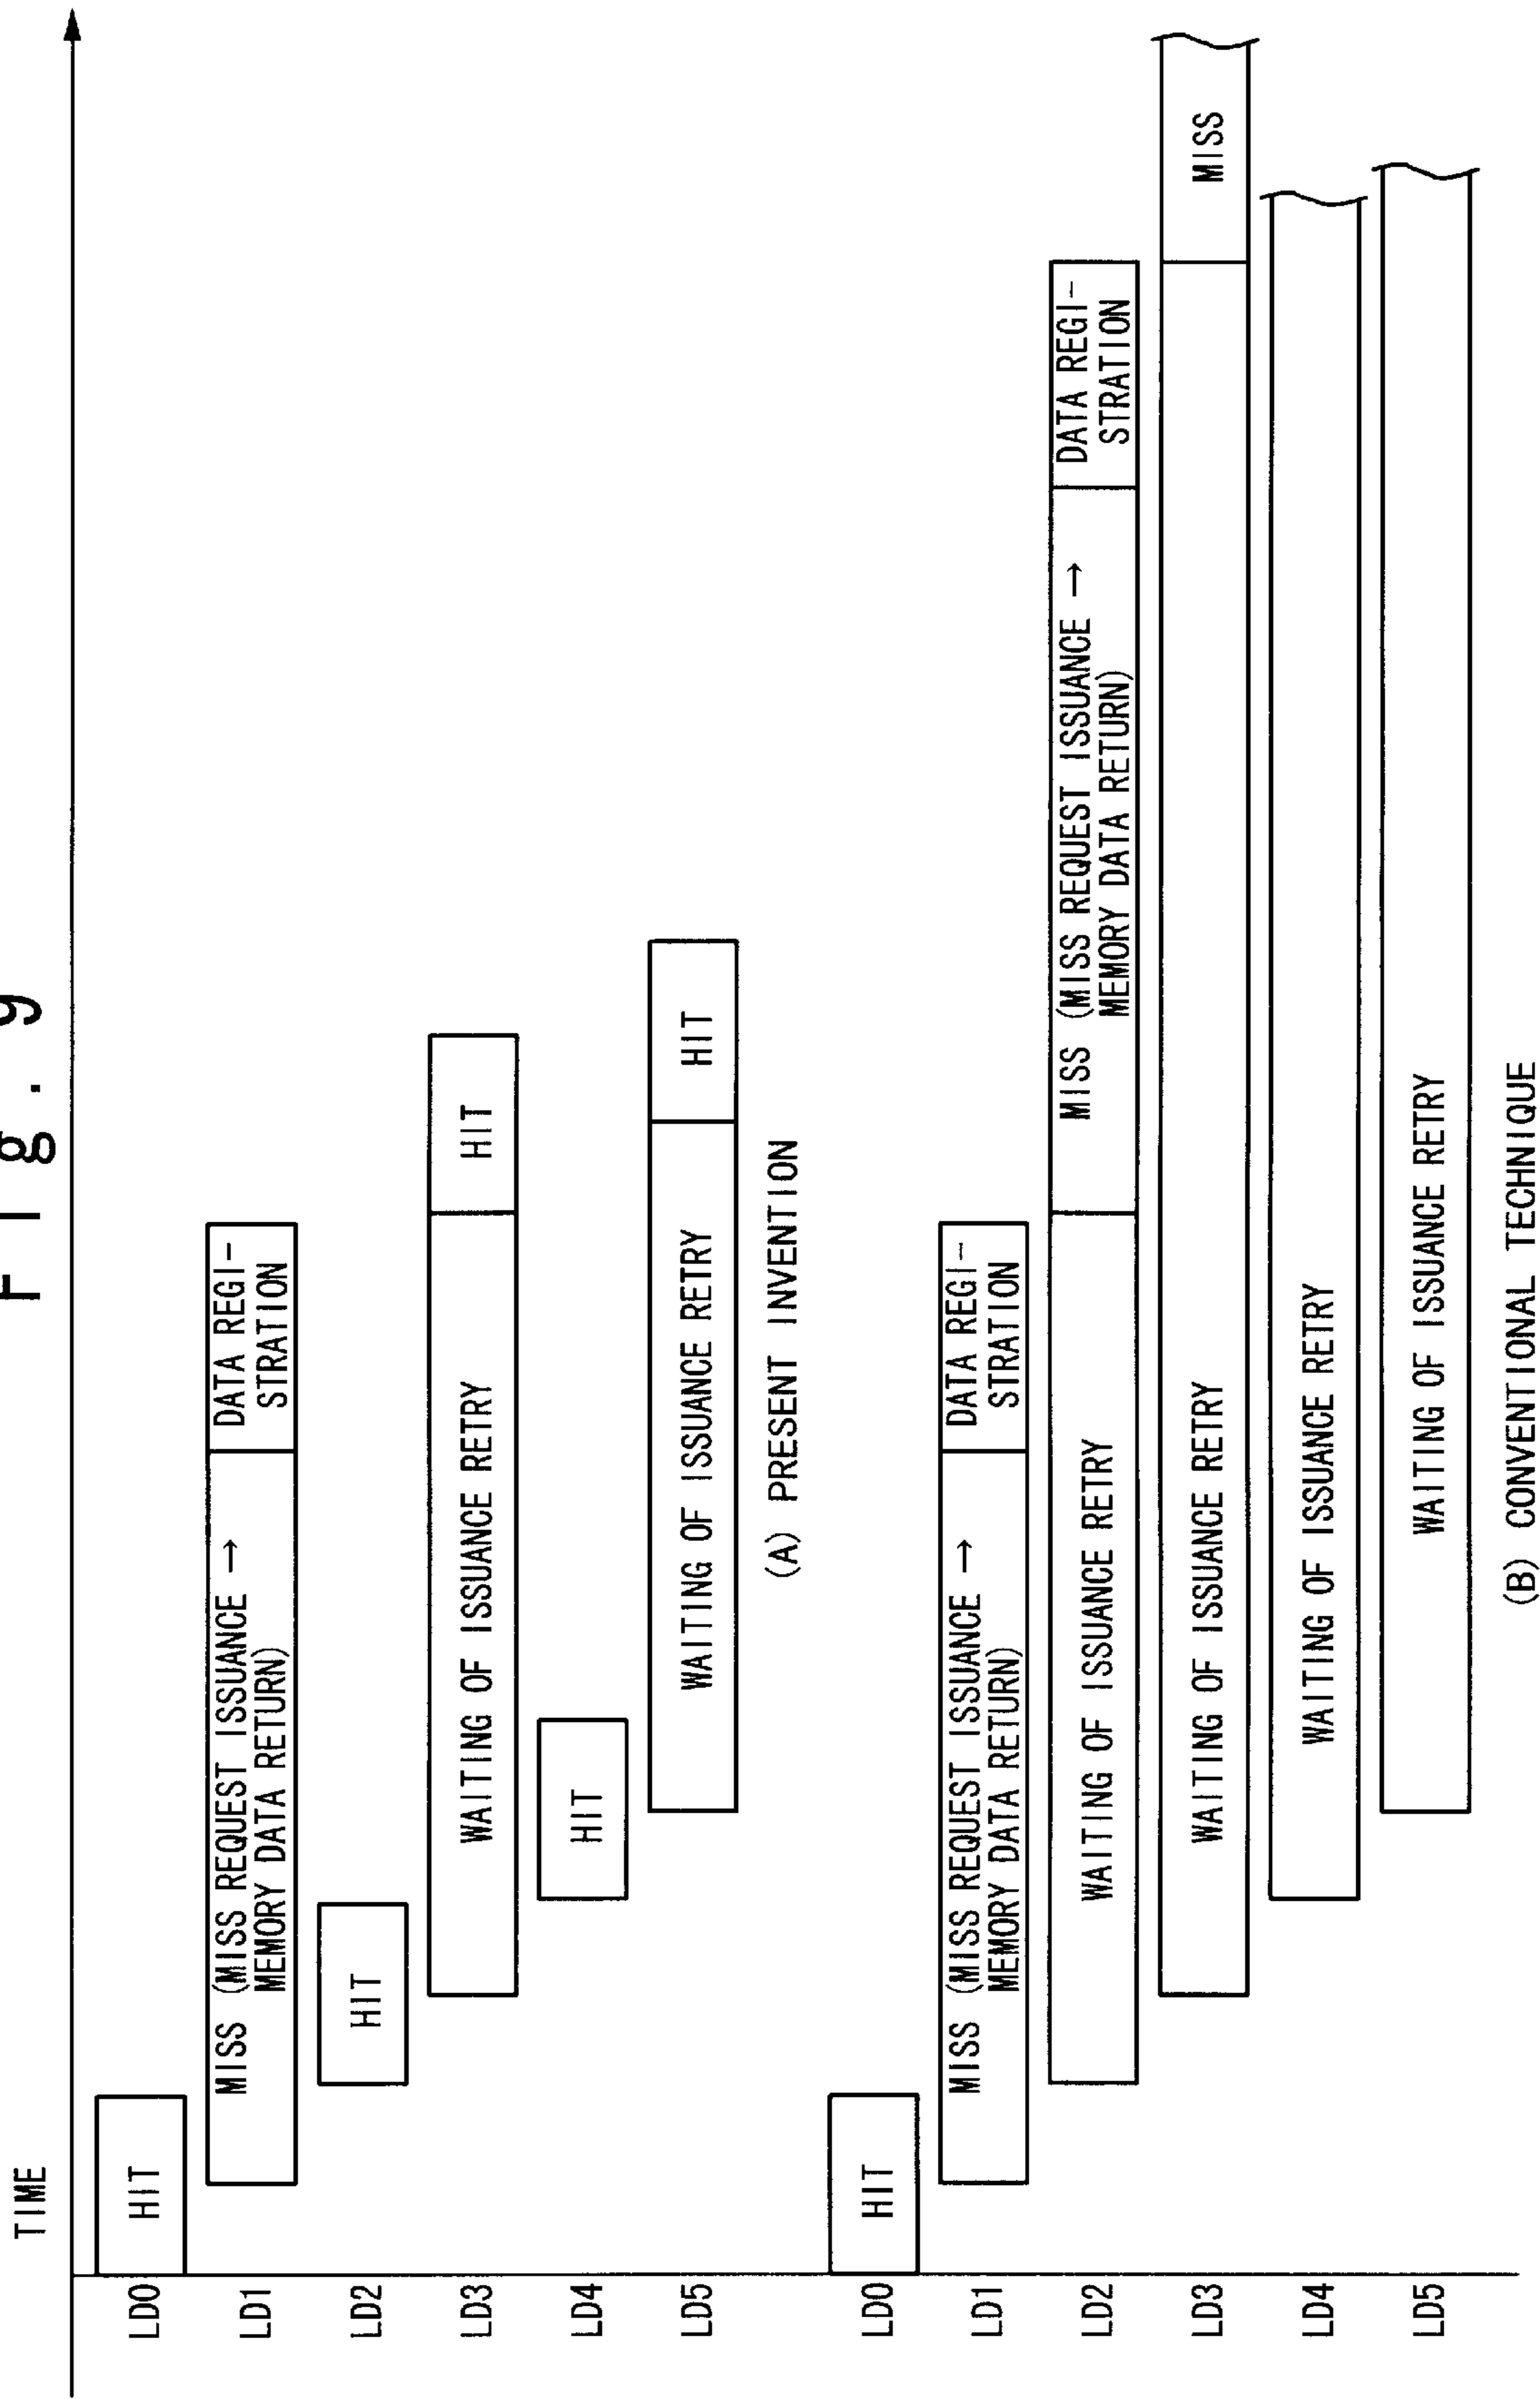 Fig. 9
TIME
LD0
HIT
LD1
MISS (MISS REQUEST ISSUANCE →
MEMORY DATA RETURN)
DATA REGI-
STRATION
LD2
HIT
LD3
WAITING OF ISSUANCE RETRY
HIT
LD4
HIT
LD5
WAITING OF ISSUANCE RETRY
HIT
(A) PRESENT INVENTION
LD0
HIT
LD1
MISS (MISS REQUEST ISSUANCE →
MEMORY DATA RETURN)
DATA REGI-
STRATION
LD2
WAITING OF ISSUANCE RETRY
MISS (MISS REQUEST ISSUANCE →
MEMORY DATA RETURN)
DATA REGI-
STRATION
LD3
WAITING OF ISSUANCE RETRY
MISS
LD4
WAITING OF ISSUANCE RETRY
LD5
WAITING OF ISSUANCE RETRY
(B) CONVENTIONAL TECHNIQUE